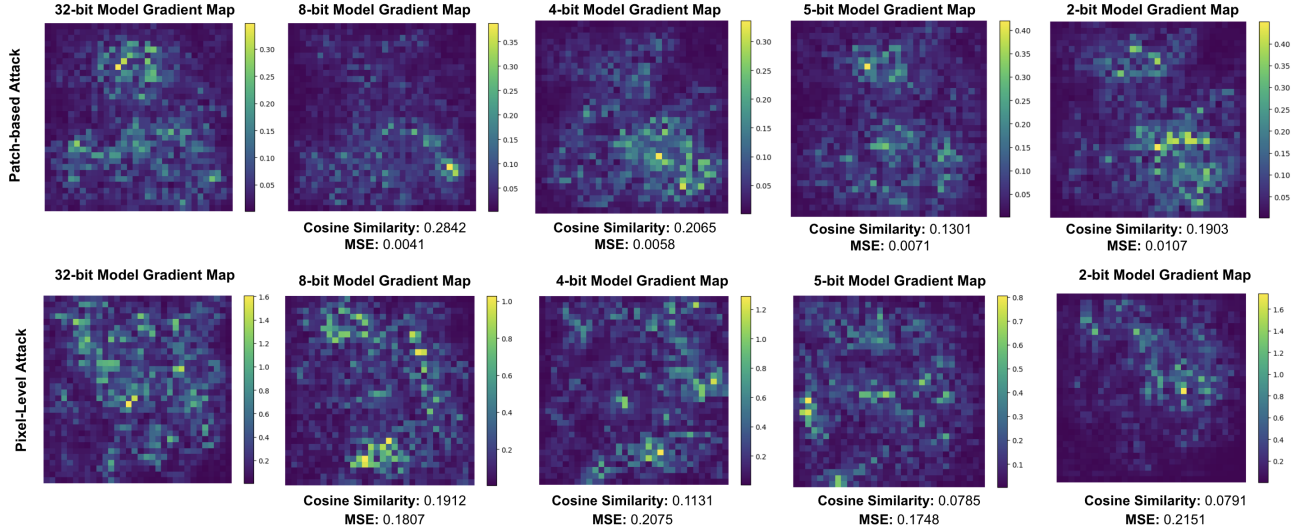 32-bit Model Gradient Map
8-bit Model Gradient Map
4-bit Model Gradient Map
5-bit Model Gradient Map
2-bit Model Gradient Map
Patch-based Attack
0.35
0.30
0.25
0.20
0.15
0.10
0.05
0.35
0.30
0.25
0.20
0.15
0.10
0.05
0.30
0.25
0.20
0.15
0.10
0.05
0.40
0.35
0.30
0.25
0.20
0.15
0.10
0.05
0.40
0.35
0.30
0.25
0.20
0.15
0.10
0.05
Cosine Similarity: 0.2842
MSE: 0.0041
Cosine Similarity: 0.2065
MSE: 0.0058
Cosine Similarity: 0.1301
MSE: 0.0071
Cosine Similarity: 0.1903
MSE: 0.0107
32-bit Model Gradient Map
8-bit Model Gradient Map
4-bit Model Gradient Map
5-bit Model Gradient Map
2-bit Model Gradient Map
Pixel-Level Attack
1.6
1.4
1.2
1.0
0.8
0.6
0.4
0.2
1.0
0.8
0.6
0.4
0.2
1.2
1.0
0.8
0.6
0.4
0.2
0.8
0.7
0.6
0.5
0.4
0.3
0.2
0.1
1.6
1.4
1.2
1.0
0.8
0.6
0.4
0.2
Cosine Similarity: 0.1912
MSE: 0.1807
Cosine Similarity: 0.1131
MSE: 0.2075
Cosine Similarity: 0.0785
MSE: 0.1748
Cosine Similarity: 0.0791
MSE: 0.2151